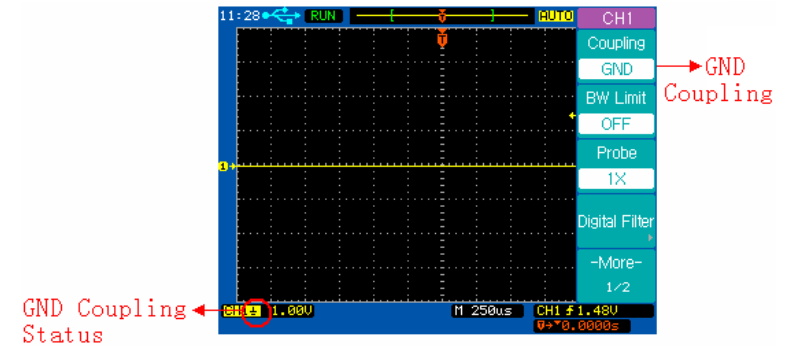 11:28 RUN T AUTO CH1
T
Coupling
GND
GND
Coupling
BW Limit
OFF
1
Probe
1X
Digital Filter
-More-
1/2
GND Coupling
Status
CH1 1.00V M 250us CH1 1.48V
0.0000s